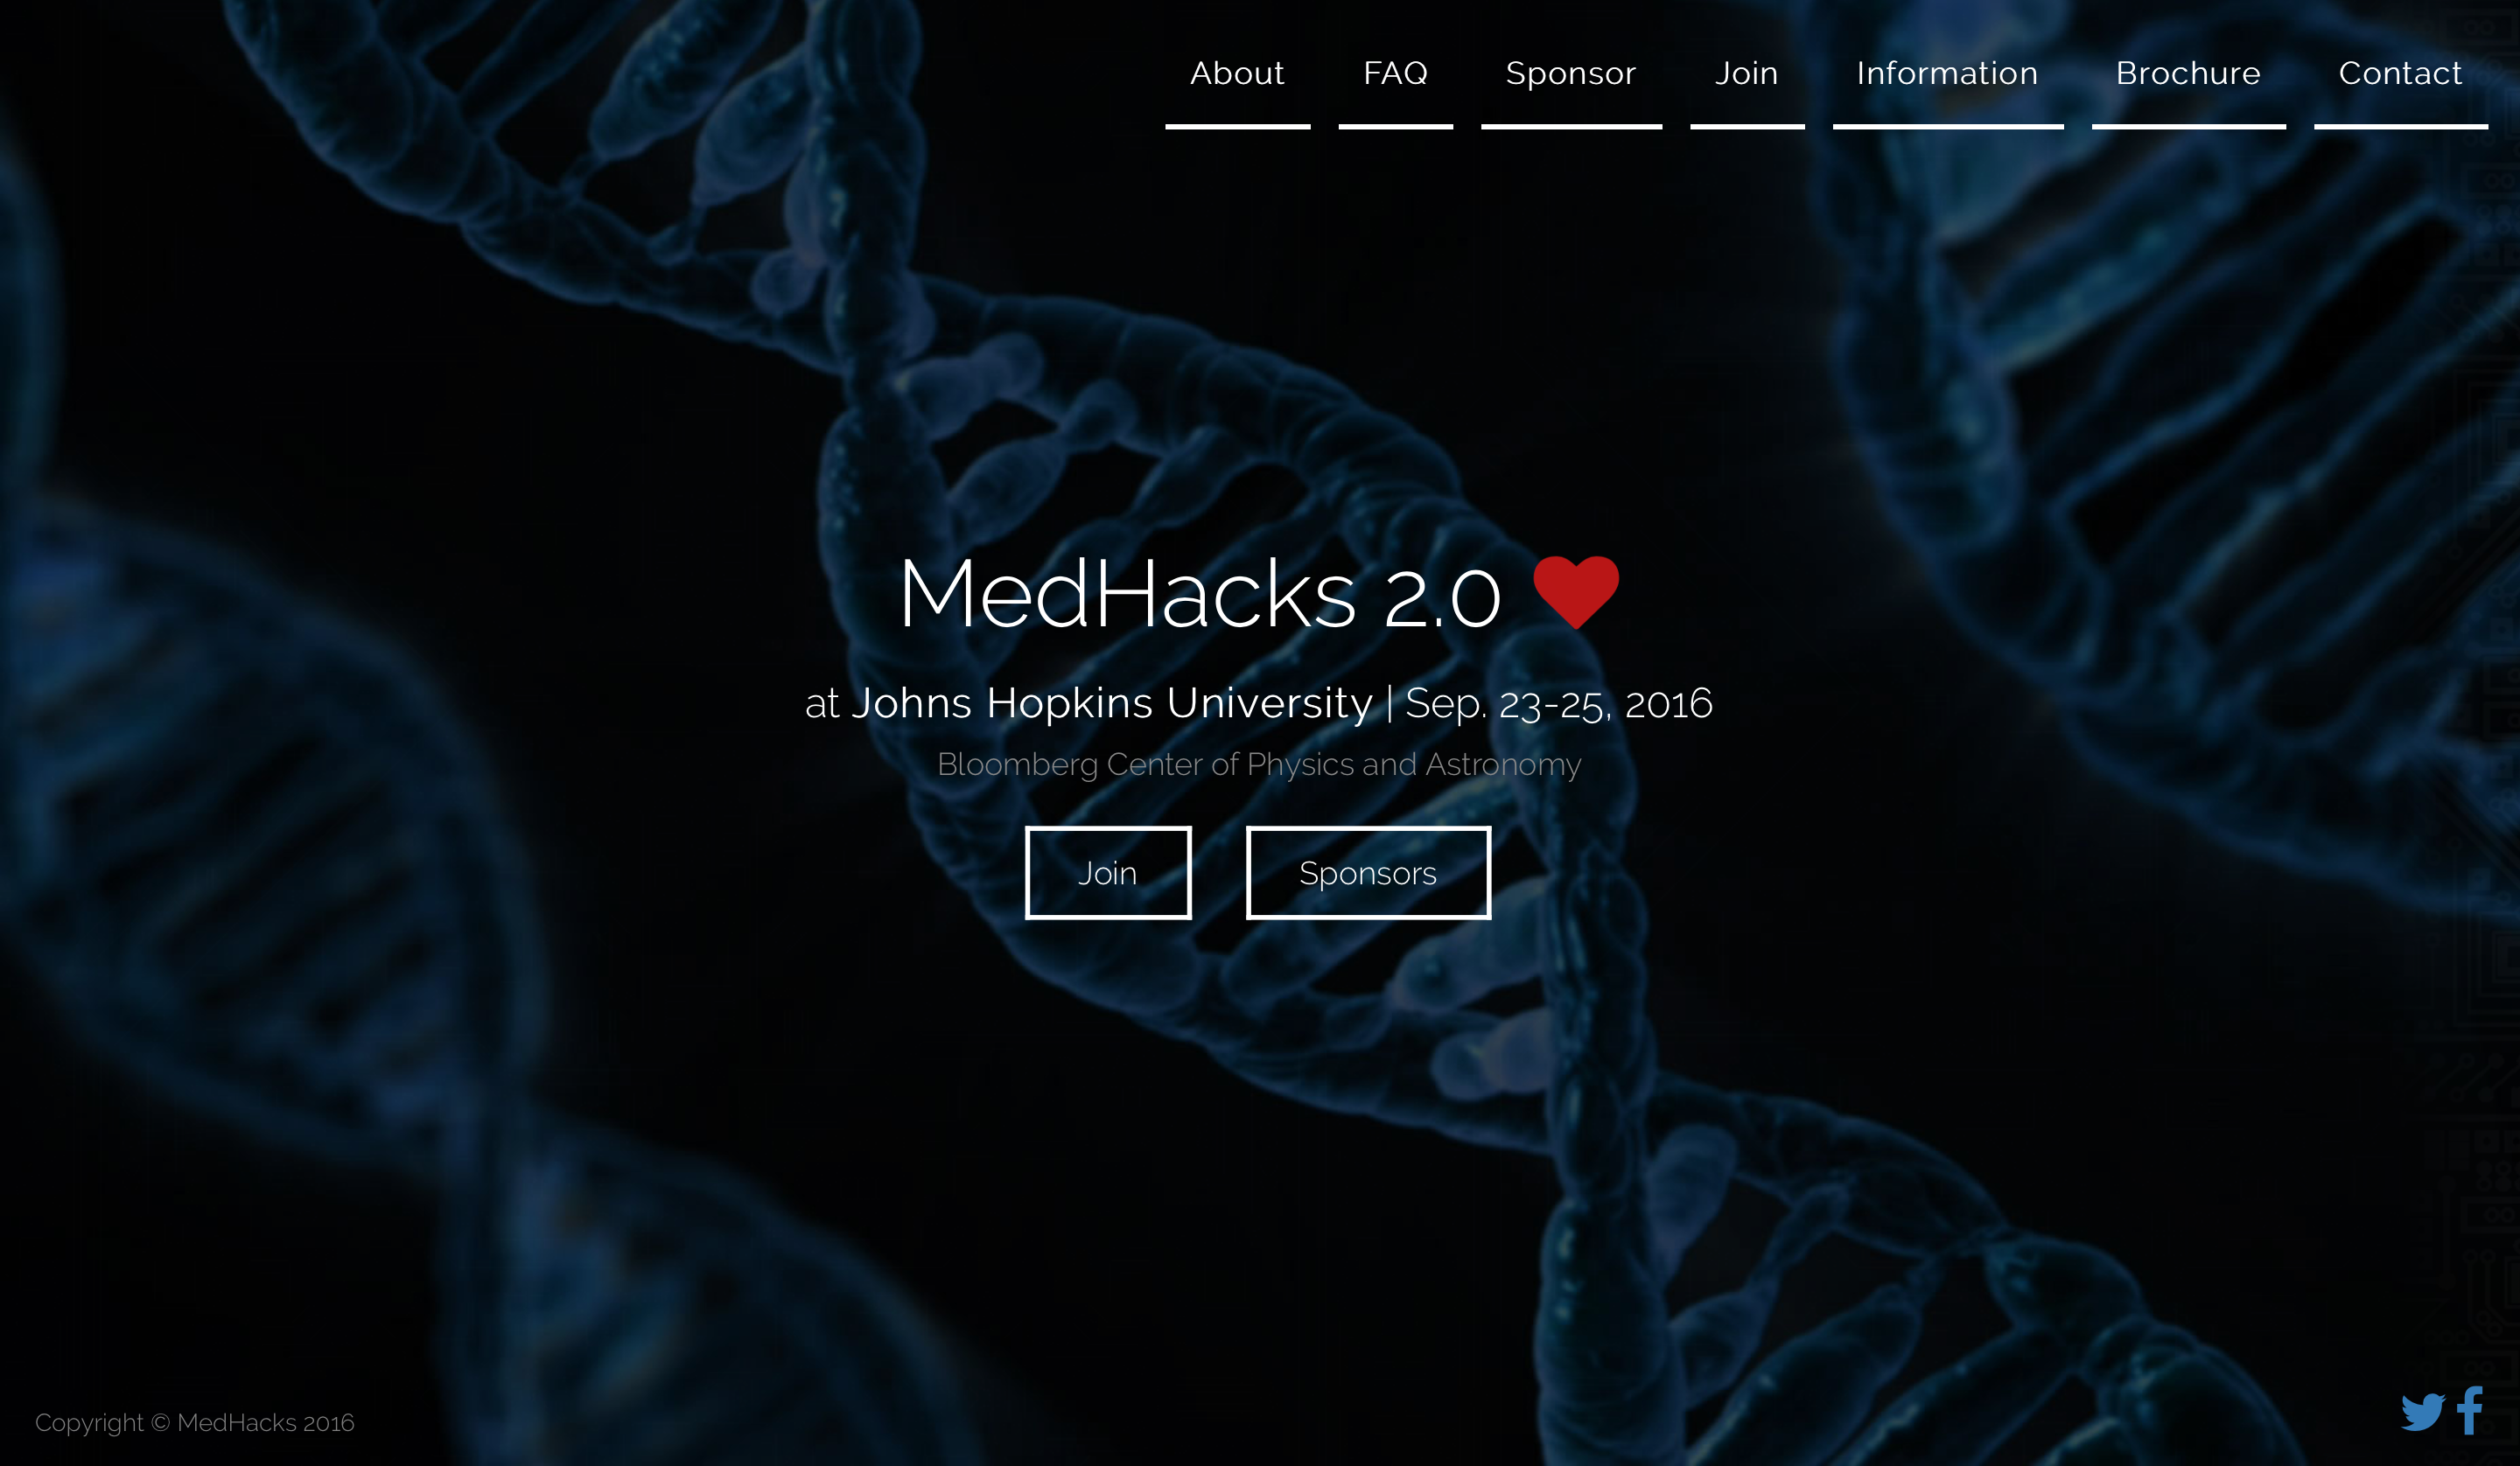 About FAQ Sponsor Join Information Brochure Contact
MedHacks 2.0
at Johns Hopkins University | Sep. 23-25, 2016
Bloomberg Center of Physics and Astronomy
Join Sponsors
Copyright © MedHacks 2016